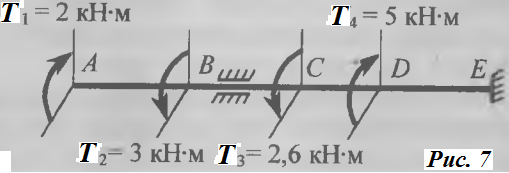 T1 = 2 кН·м
T4 = 5 кН·м
A B C D E
T2= 3 кН·м T3= 2,6 кН·м Рис. 7